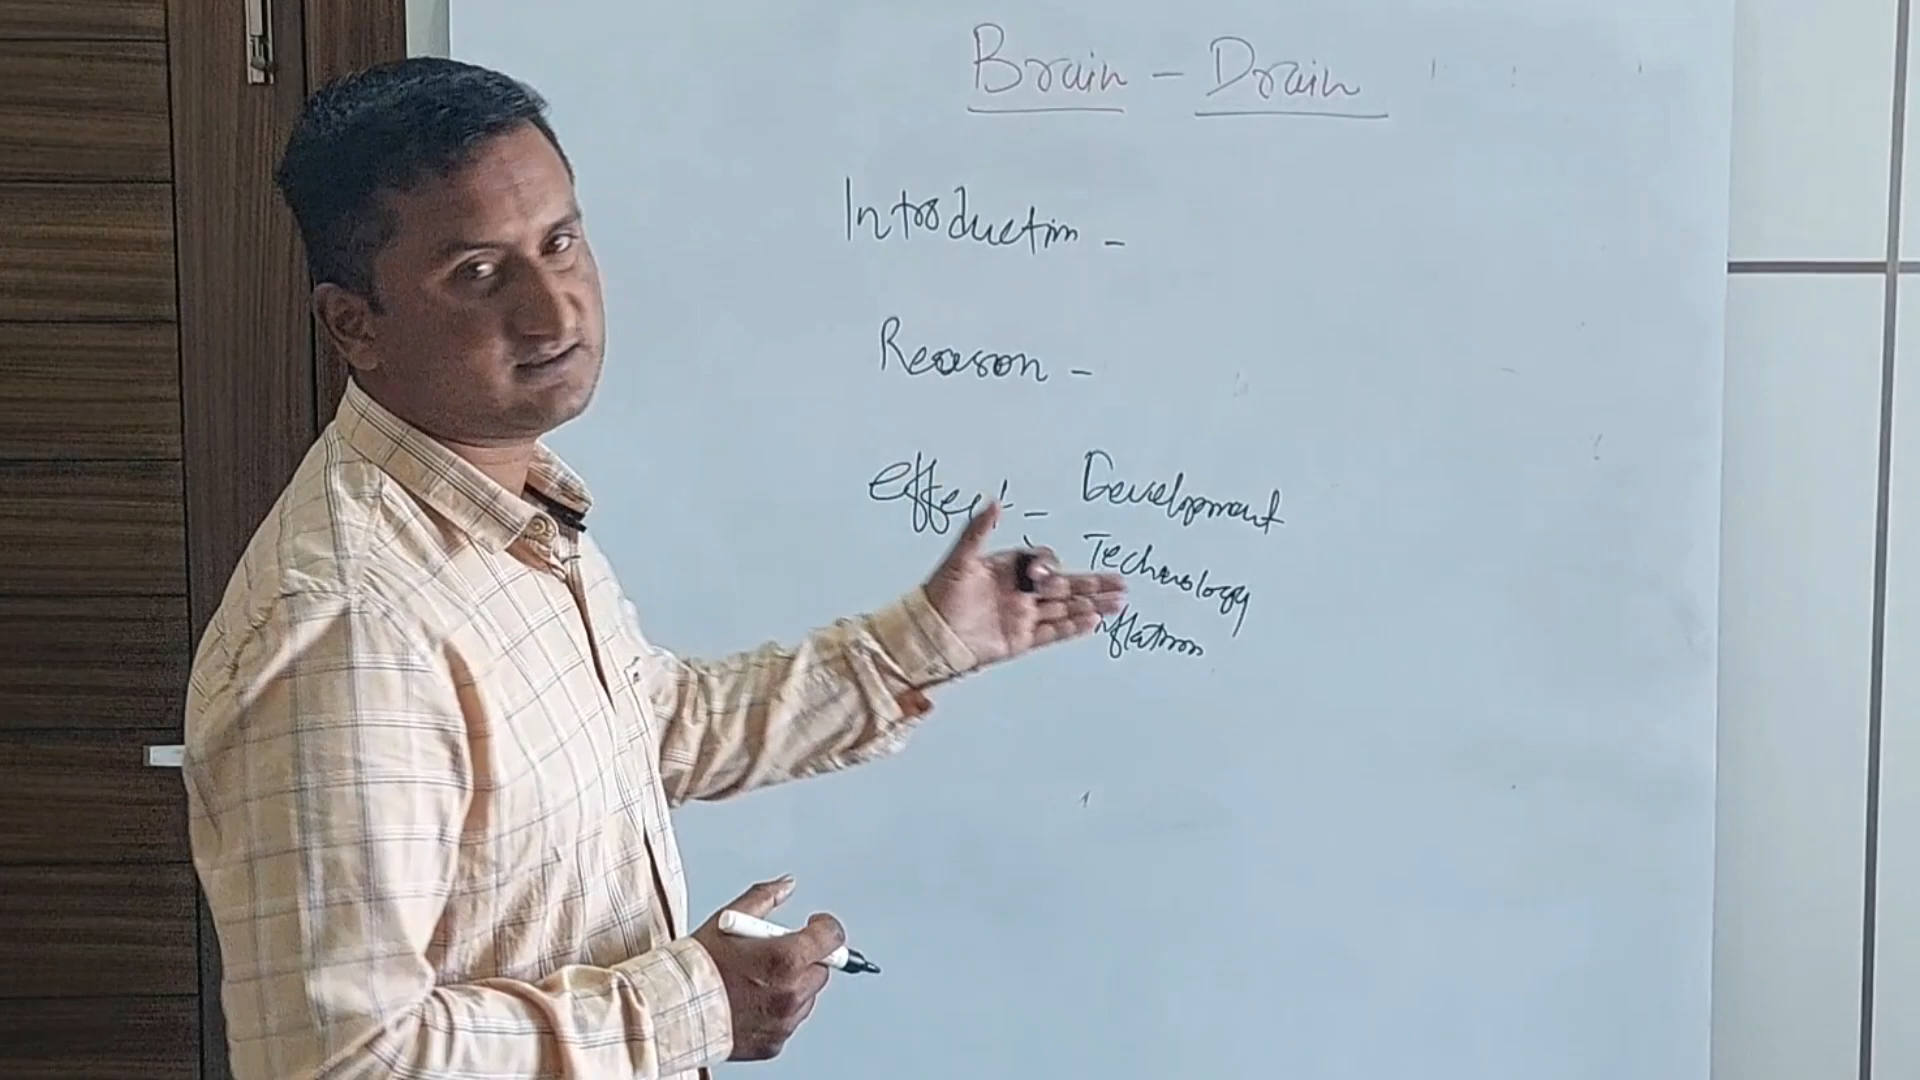 Brain - Drain
Introduction -
Reason -
Effect - Development
Technology
Inflation